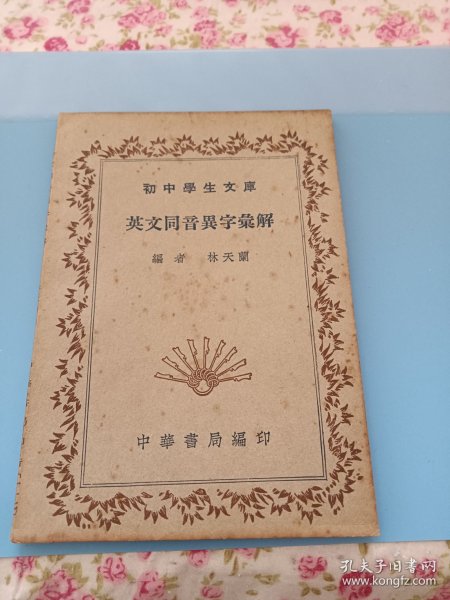 初中學生文庫
英文同音異字彙解
編者 林天蘭
中華書局編印
孔夫子旧书网
www.kongfz.com